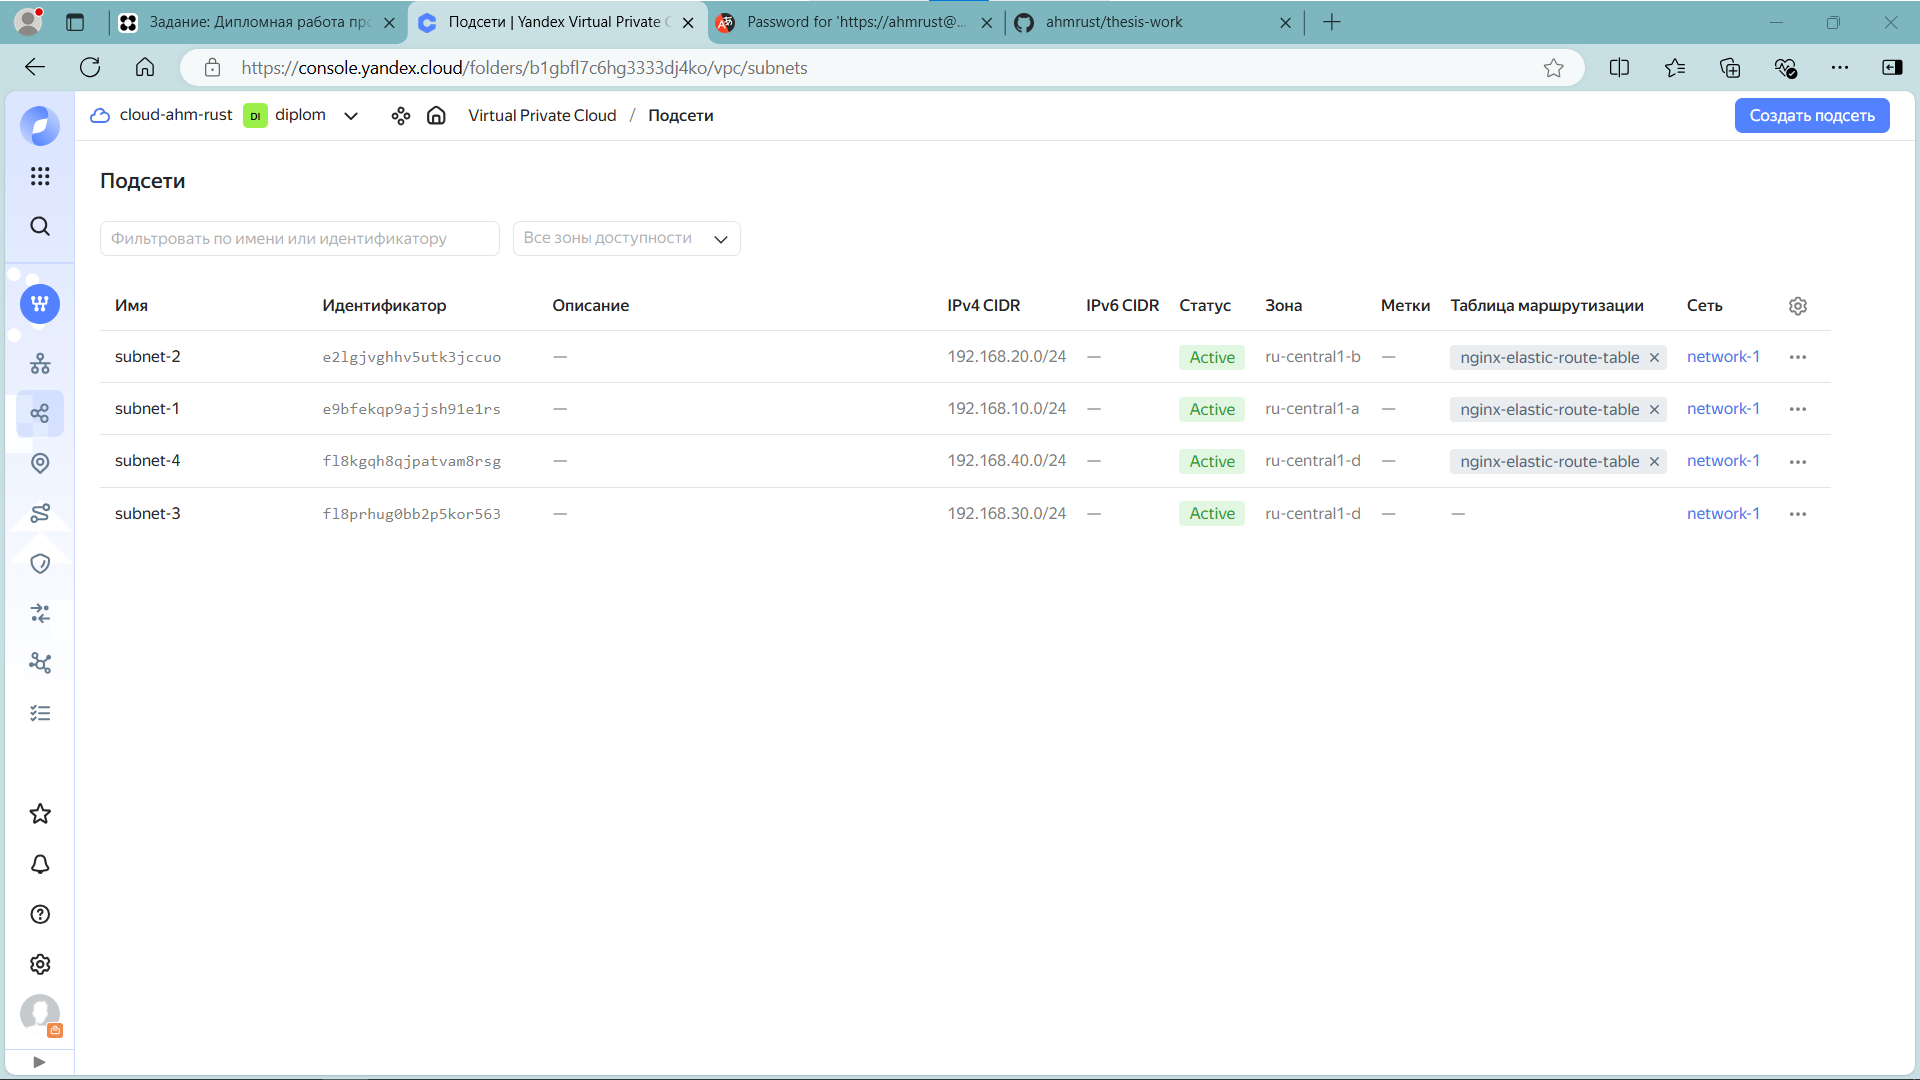 Задание: Дипломная работа про
Подсети | Yandex Virtual Private C
Password for 'https://ahmrust@...
ahmrust/thesis-work
https://console.yandex.cloud/folders/b1gbfl7c6hg3333dj4ko/vpc/subnets
cloud-ahm-rust DI diplom Virtual Private Cloud / Подсети Создать подсеть
Подсети
Фильтровать по имени или идентификатору Все зоны доступности
Имя Идентификатор Описание IPv4 CIDR IPv6 CIDR Статус Зона Метки Таблица маршрутизации Сеть
subnet-2 e2lgjvghhv5utk3jccuo — 192.168.20.0/24 — Active ru-central1-b — nginx-elastic-route-table network-1
subnet-1 e9bfekqp9ajjsh91e1rs — 192.168.10.0/24 — Active ru-central1-a — nginx-elastic-route-table network-1
subnet-4 fl8kgqh8qjpatvam8rsg — 192.168.40.0/24 — Active ru-central1-d — nginx-elastic-route-table network-1
subnet-3 fl8prhug0bb2p5kor563 — 192.168.30.0/24 — Active ru-central1-d — — network-1